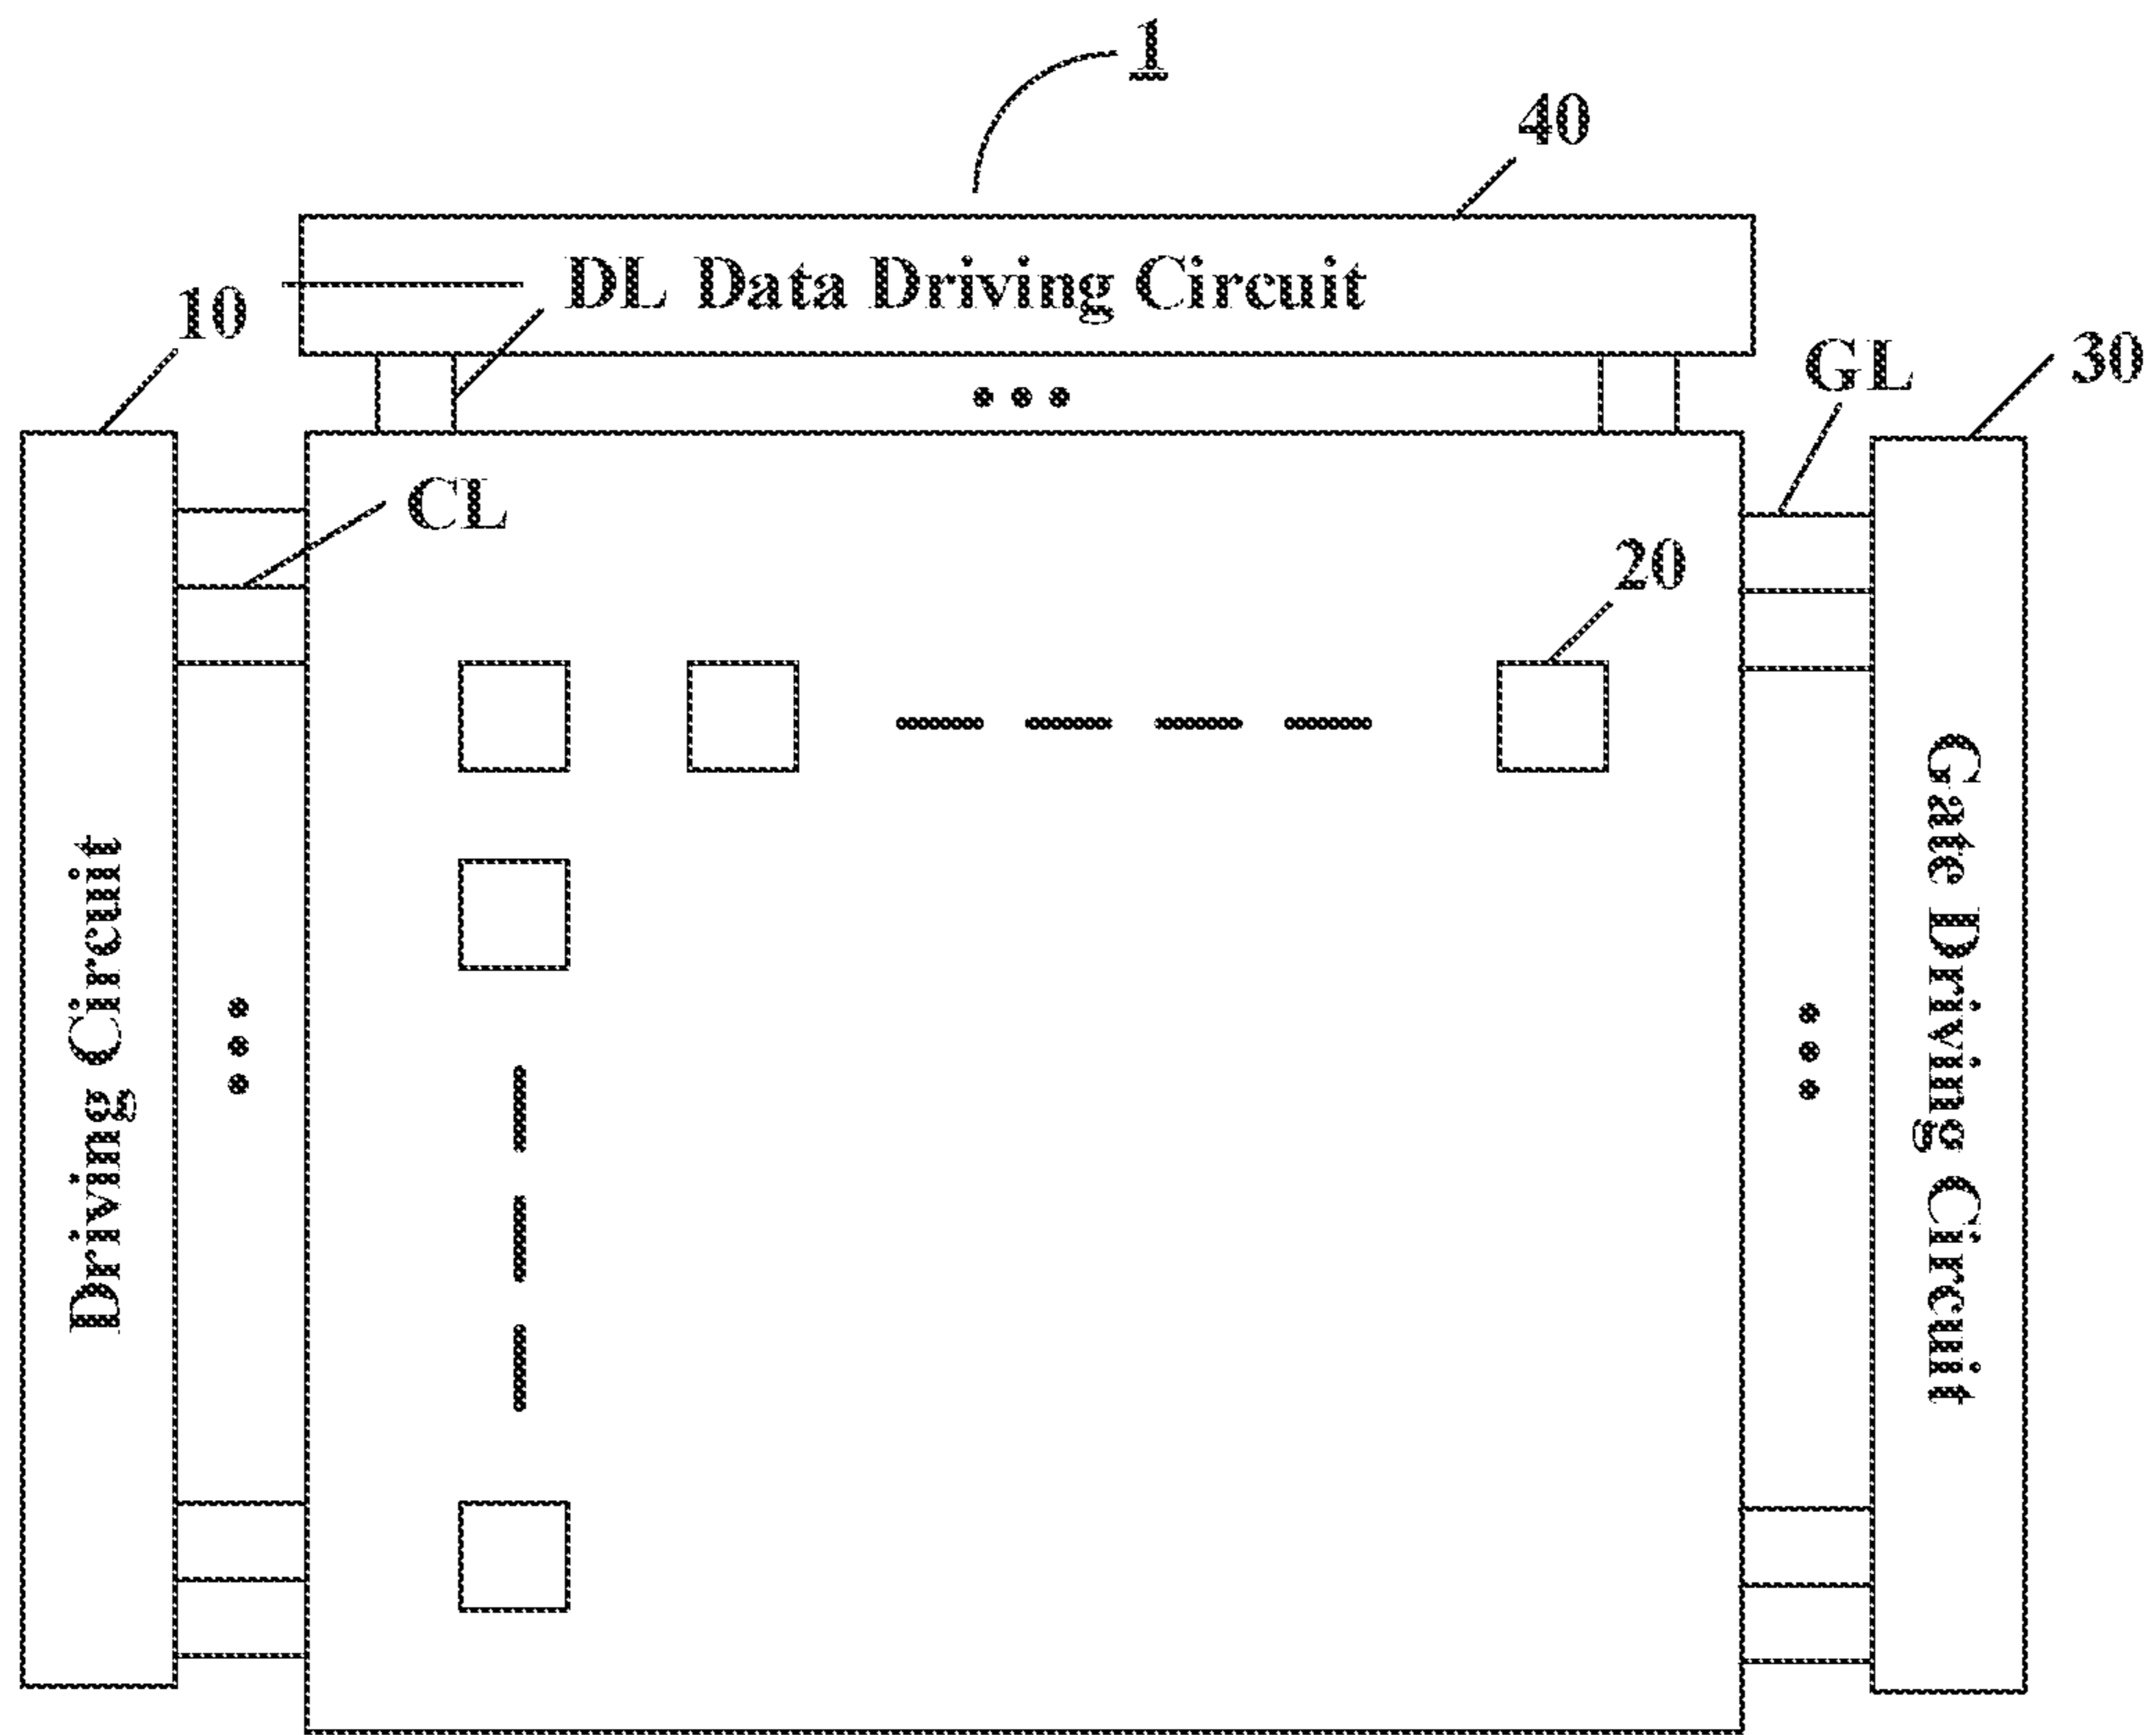 1
40
DL Data Driving Circuit
10
GL
30
CL
20
Driving Circuit
Gate Driving Circuit